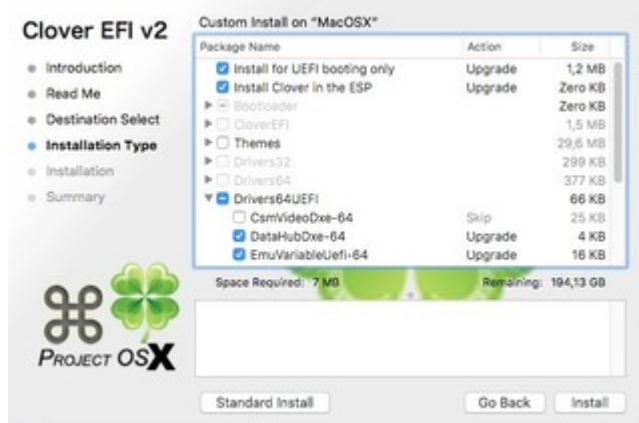 Clover EFI v2
Custom Install on "MacOSX"
Introduction
Read Me
Destination Select
Installation Type
Installation
Summary
Package Name Action Size
Install for UEFI booting only Upgrade 1,2 MB
Install Clover in the ESP Upgrade Zero KB
Bootloader Zero KB
CloverEFI 1,5 MB
Themes 29,6 MB
Drivers32 299 KB
Drivers64 377 KB
Drivers64UEFI 66 KB
CsmVideoDxe-64 Skip 25 KB
DataHubDxe-64 Upgrade 4 KB
EmuVariableUefi-64 Upgrade 16 KB
Space Required: 7 MB Remaining: 194,13 GB
PROJECT OSX
Standard Install Go Back Install